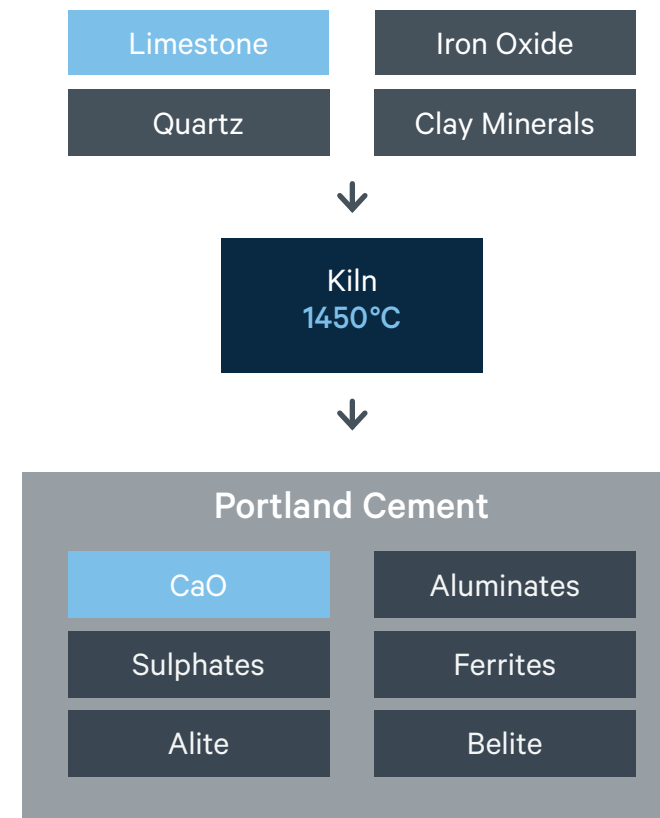 Limestone
Iron Oxide
Quartz
Clay Minerals
Kiln
1450°C
Portland Cement
CaO
Aluminates
Sulphates
Ferrites
Alite
Belite